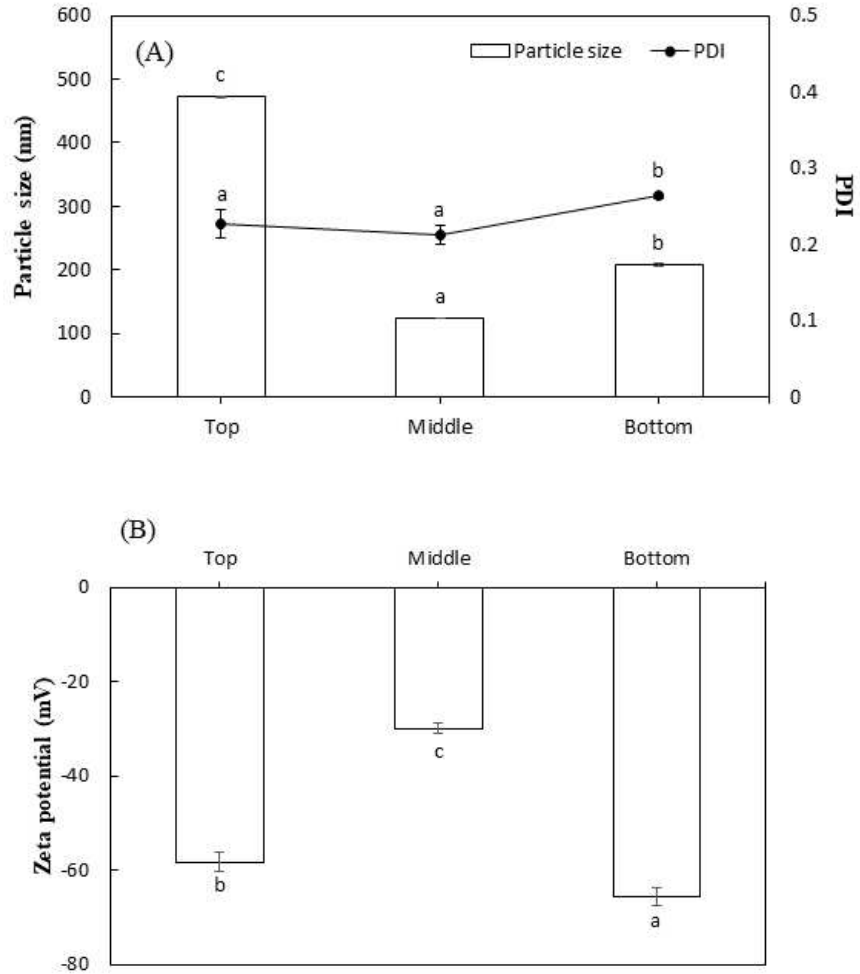 (A)
Particle size
PDI
600
500
400
300
200
100
0
Particle size (nm)
0.5
0.4
0.3
0.2
0.1
0
PDI
c
a
a
a
b
b
Top
Middle
Bottom
(B)
Top
Middle
Bottom
0
-20
-40
-60
-80
Zeta potential (mV)
b
c
a